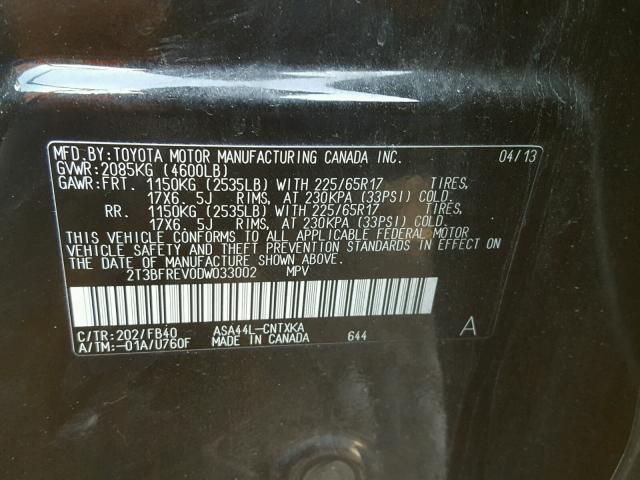 MFD.BY:TOYOTA MOTOR MANUFACTURING CANADA INC. 04/13
GVWR:2085KG (4600LB)
GAWR:FRT. 1150KG (2535LB) WITH 225/65R17 TIRES,
17X6. 5J RIMS, AT 230KPA (33PSI) COLD.
RR. 1150KG (2535LB) WITH 225/65R17 TIRES,
17X6. 5J RIMS, AT 230KPA (33PSI) COLD.
THIS VEHICLE CONFORMS TO ALL APPLICABLE FEDERAL MOTOR
VEHICLE SAFETY AND THEFT PREVENTION STANDARDS IN EFFECT ON
THE DATE OF MANUFACTURE SHOWN ABOVE.
2T3BFREV0DW033002 MPV
C/TR:202/FB40 ASA44L-CNTXKA A
A/TM:-01A/U760F MADE IN CANADA 644